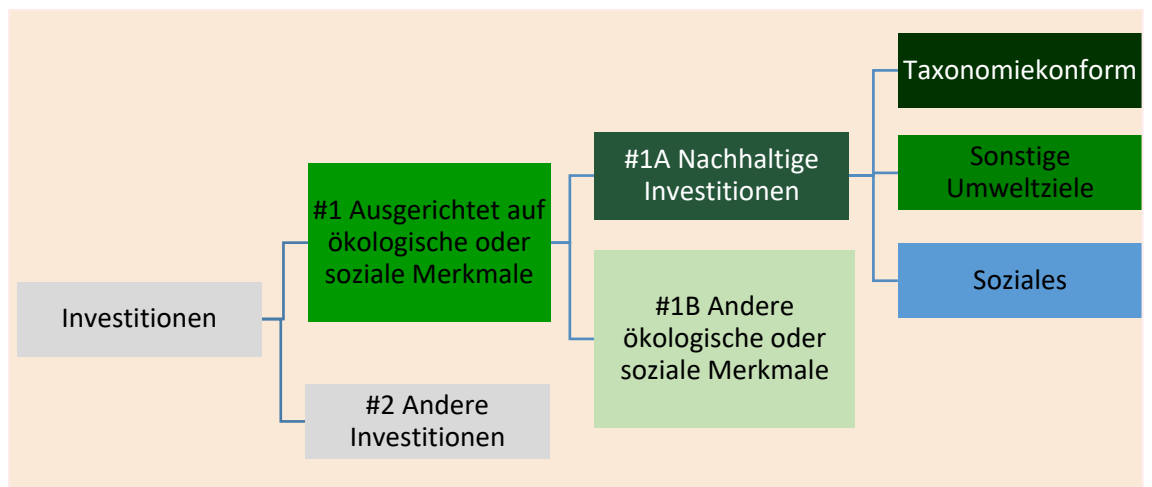 Investitionen
#1 Ausgerichtet auf
ökologische oder
soziale Merkmale
#2 Andere
Investitionen
#1A Nachhaltige
Investitionen
#1B Andere
ökologische oder
soziale Merkmale
Taxonomiekonform
Sonstige
Umweltziele
Soziales